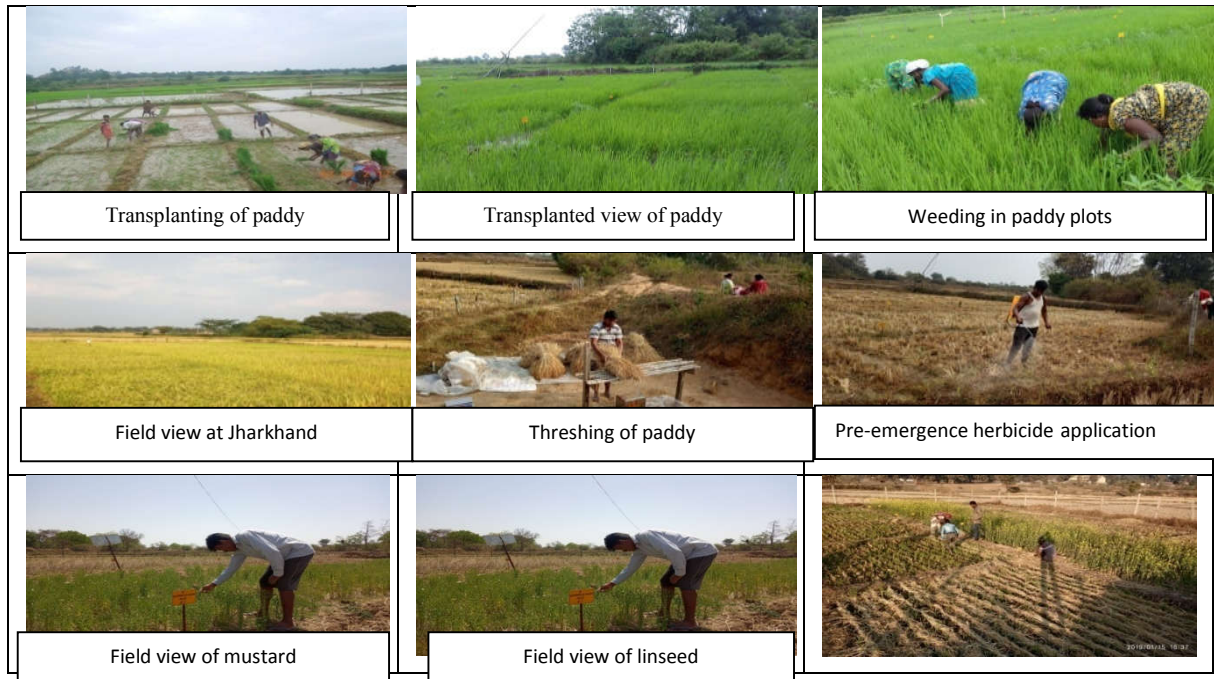 Transplanting of paddy
Transplanted view of paddy
Weeding in paddy plots
Field view at Jharkhand
Threshing of paddy
Pre-emergence herbicide application
Field view of mustard
Field view of linseed